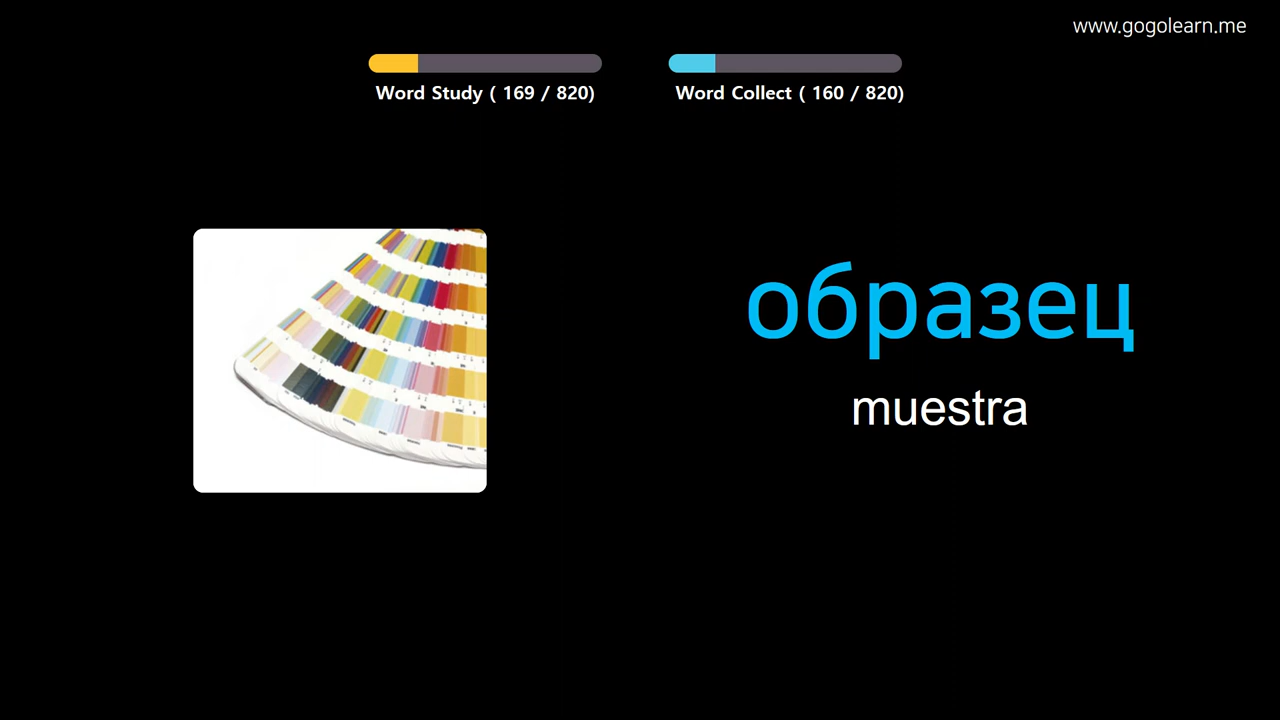 www.gogolearn.me
Word Study ( 169 / 820)
Word Collect ( 160 / 820)
образец
muestra